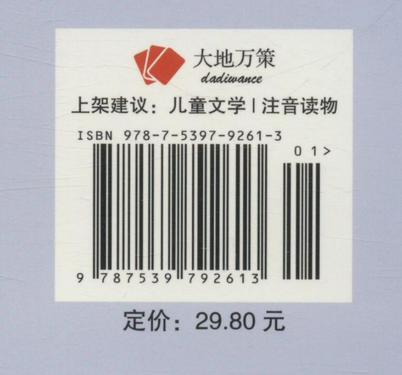 大地万策
dadiwance
上架建议：儿童文学 | 注音读物
ISBN 978-7-5397-9261-3
01>
9 787539 792613
定价：29.80 元